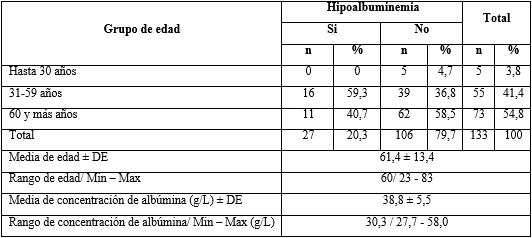 Grupo de edad Hipoalbuminemia Total
Si No
n % n % n %
Hasta 30 años 0 0 5 4,7 5 3,8
31-59 años 16 59,3 39 36,8 55 41,4
60 y más años 11 40,7 62 58,5 73 54,8
Total 27 20,3 106 79,7 133 100
Media de edad ± DE 61,4 ± 13,4
Rango de edad/ Min – Max 60/ 23 - 83
Media de concentración de albúmina (g/L) ± DE 38,8 ± 5,5
Rango de concentración de albúmina/ Min – Max (g/L) 30,3 / 27,7 - 58,0